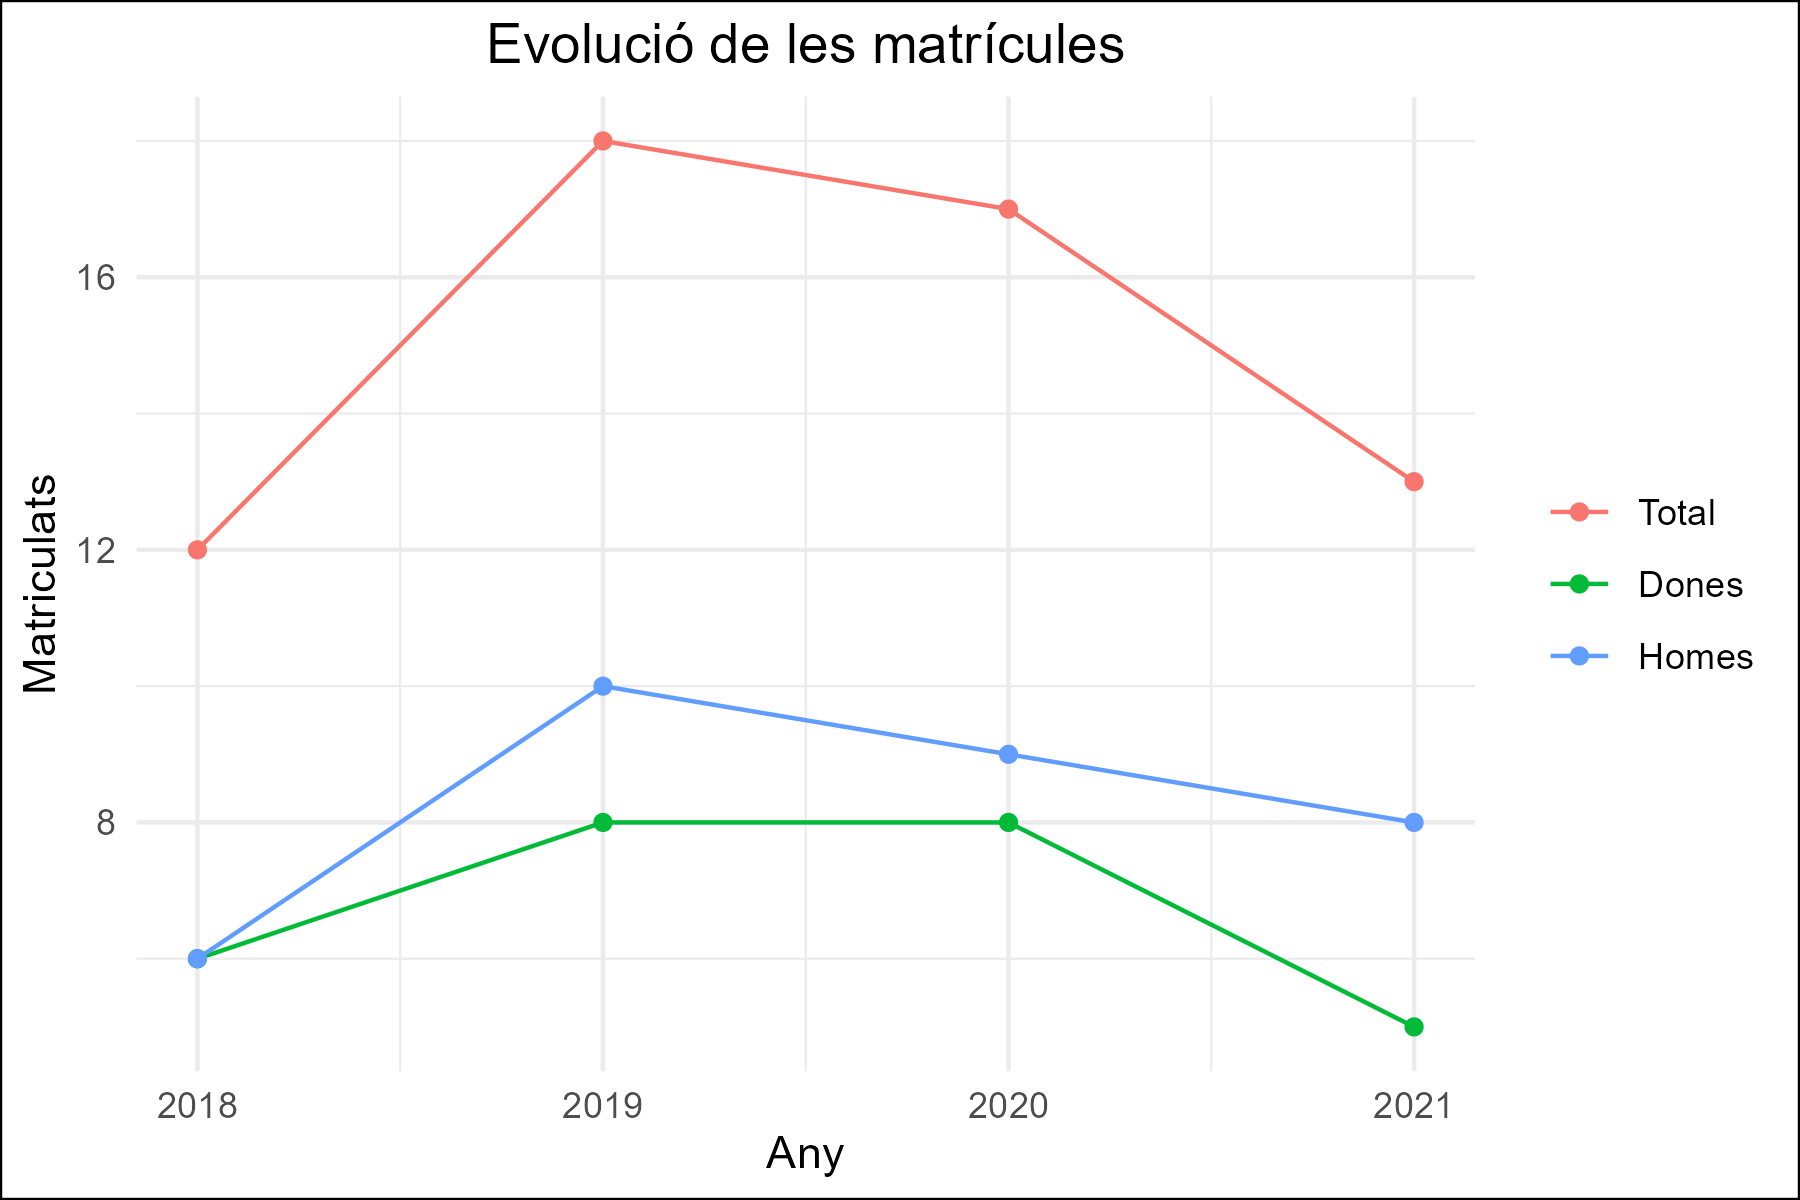 Evolució de les matrícules
Matriculats
16
12
8
2018 2019 2020 2021
Any
Total
Dones
Homes